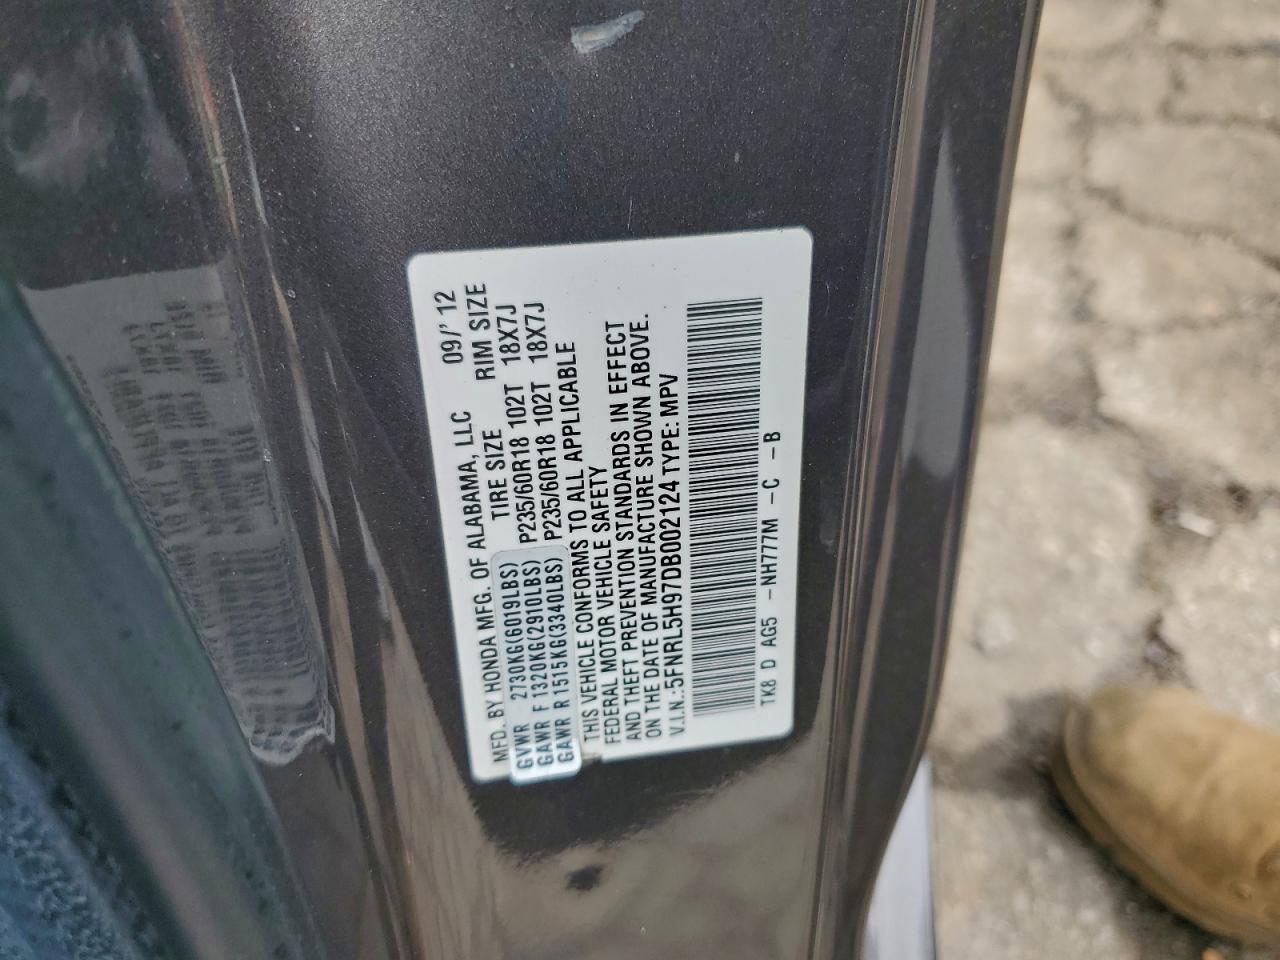 MFD. BY HONDA MFG. OF ALABAMA, LLC 09/'12
TIRE SIZE RIM SIZE
GVWR 2730KG(6019LBS)
GAWR F 1320KG(2910LBS) P235/60R18 102T 18X7J
GAWR R 1515KG(3340LBS) P235/60R18 102T 18X7J
THIS VEHICLE CONFORMS TO ALL APPLICABLE
FEDERAL MOTOR VEHICLE SAFETY
AND THEFT PREVENTION STANDARDS IN EFFECT
ON THE DATE OF MANUFACTURE SHOWN ABOVE.
V.I.N.:5FNRL5H97DB002124 TYPE: MPV
TK8 D AG5 -NH777M -C -B